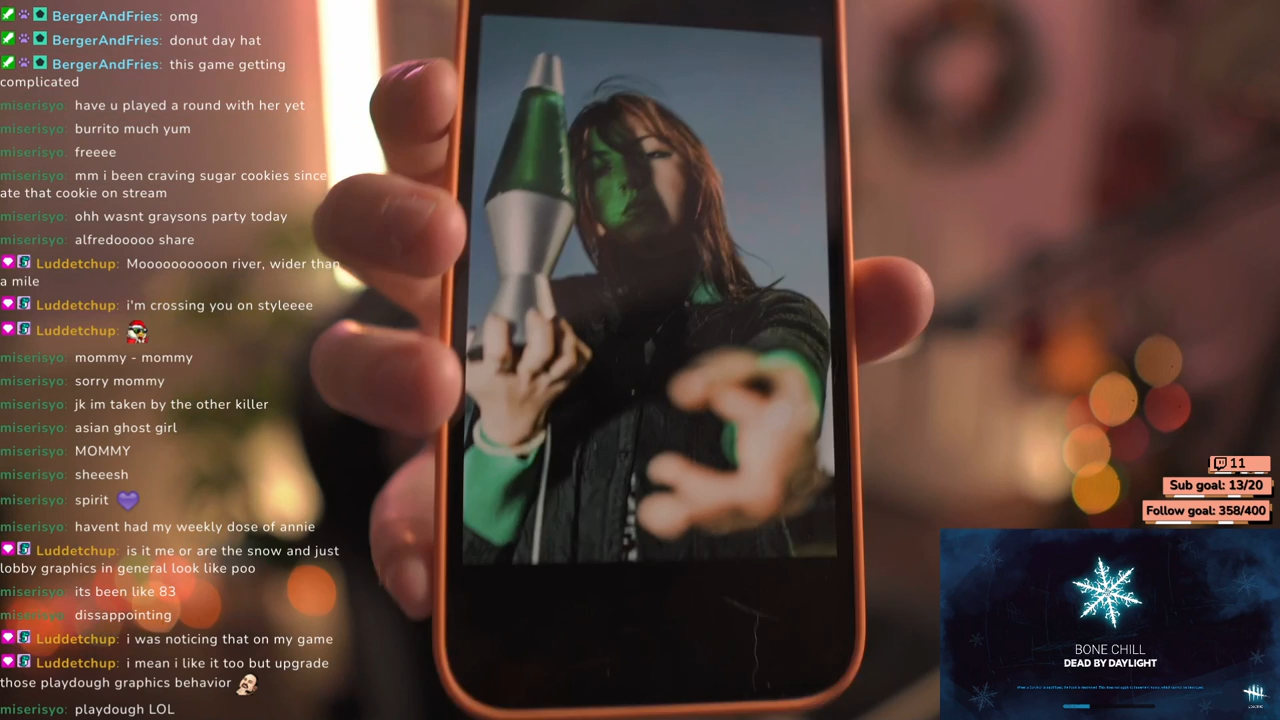 BergerAndFries: omg
BergerAndFries: donut day hat
BergerAndFries: this game getting
complicated
miserisyo: have u played a round with her yet
miserisyo: burrito much yum
miserisyo: freeee
miserisyo: mm i been craving sugar cookies since
ate that cookie on stream
miserisyo: ohh wasnt graysons party today
miserisyo: alfredooooo share
Luddetchup: Moooooooooon river, wider than
a mile
Luddetchup: i'm crossing you on styleeee
Luddetchup:
miserisyo: mommy - mommy
miserisyo: sorry mommy
miserisyo: jk im taken by the other killer
miserisyo: asian ghost girl
miserisyo: MOMMY
miserisyo: sheeesh
miserisyo: spirit
miserisyo: havent had my weekly dose of annie
Luddetchup: is it me or are the snow and just
lobby graphics in general look like poo
miserisyo: its been like 83
miserisyo: dissappointing
Luddetchup: i was noticing that on my game
Luddetchup: i mean i like it too but upgrade
those playdough graphics behavior
miserisyo: playdough LOL
11
Sub goal: 13/20
Follow goal: 358/400
BONE CHILL
DEAD BY DAYLIGHT